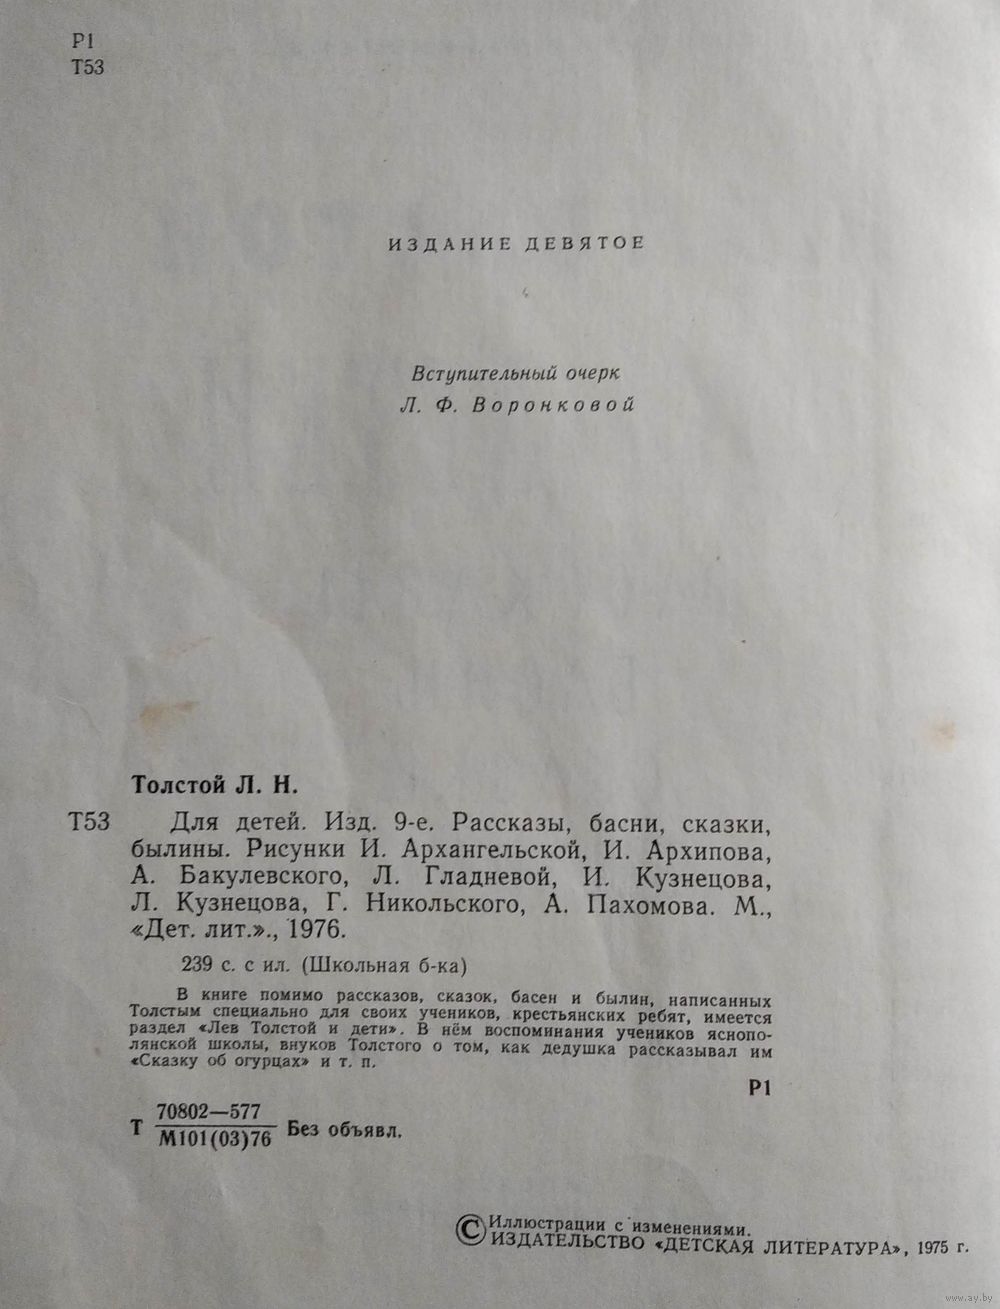 Р1
Т53
ИЗДАНИЕ ДЕВЯТОЕ
Вступительный очерк
Л. Ф. Воронковой
Толстой Л. Н.
Т53 Для детей. Изд. 9-е. Рассказы, басни, сказки,
былины. Рисунки И. Архангельской, И. Архипова,
А. Бакулевского, Л. Гладневой, И. Кузнецова,
Л. Кузнецова, Г. Никольского, А. Пахомова. М.,
«Дет. лит.»., 1976.
239 с. с ил. (Школьная б-ка)
В книге помимо рассказов, сказок, басен и былин, написанных
Толстым специально для своих учеников, крестьянских ребят, имеется
раздел «Лев Толстой и дети». В нём воспоминания учеников яснопо-
лянской школы, внуков Толстого о том, как дедушка рассказывал им
«Сказку об огурцах» и т. п.
Р1
70802—577
Т М101(03)76 Без объявл.
© Иллюстрации с изменениями.
ИЗДАТЕЛЬСТВО «ДЕТСКАЯ ЛИТЕРАТУРА», 1975 г.
www.ay.by